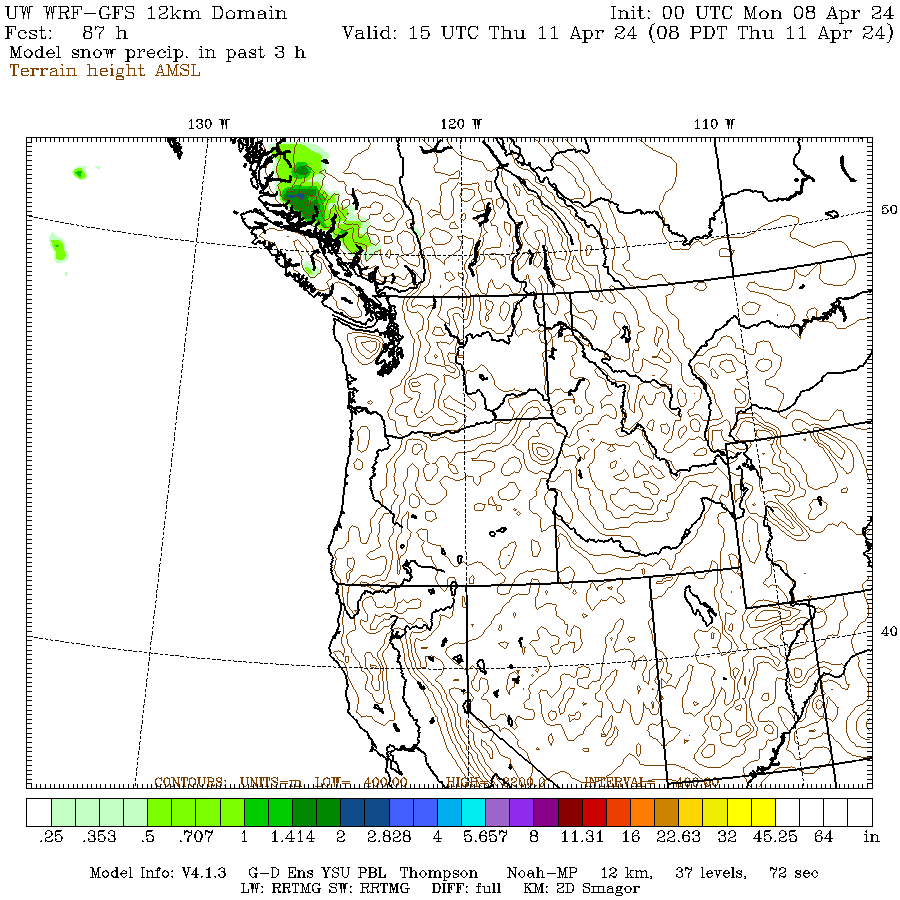 UW WRF-GFS 12km Domain Init: 00 UTC Mon 08 Apr 24
Fcst: 87 h Valid: 15 UTC Thu 11 Apr 24 (08 PDT Thu 11 Apr 24)
Model snow precip. in past 3 h
Terrain height AMSL
130 W 120 W 110 W
50
40
CONTOURS: UNITS=m LOW= 400.00 HIGH= 3200.0 INTERVAL= 400.00
.25 .353 .5 .707 1 1.414 2 2.828 4 5.657 8 11.31 16 22.63 32 45.25 64 in
Model Info: V4.1.3 G-D Ens YSU PBL Thompson Noah-MP 12 km, 37 levels, 72 sec
LW: RRTMG SW: RRTMG DIFF: full KM: 2D Smagor